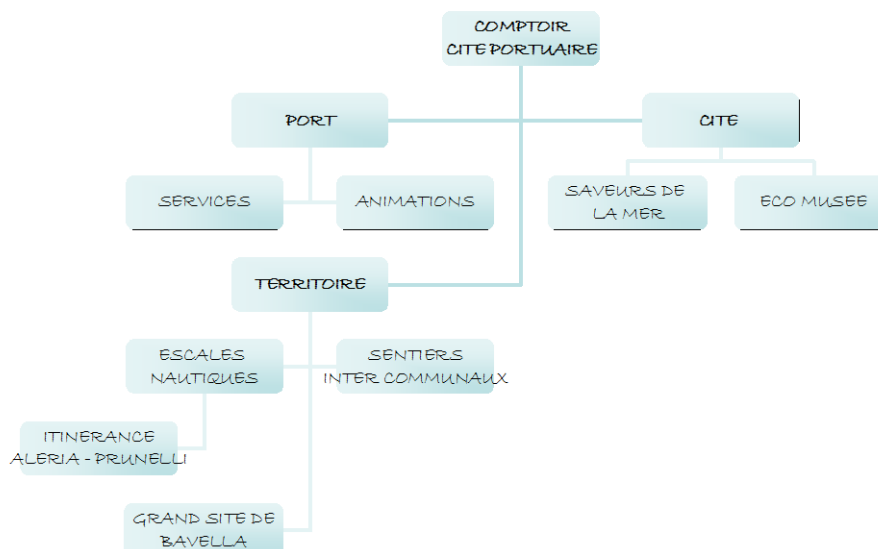 COMPTOIR
CITE PORTUAIRE
PORT
CITE
SERVICES
ANIMATIONS
SAVEURS DE
LA MER
ECO MUSEE
TERRITOIRE
ESCALES
NAUTIQUES
SENTIERS
INTER COMMUNAUX
ITINERANCE
ALERIA - PRUNELLI
GRAND SITE DE
BAVELLA